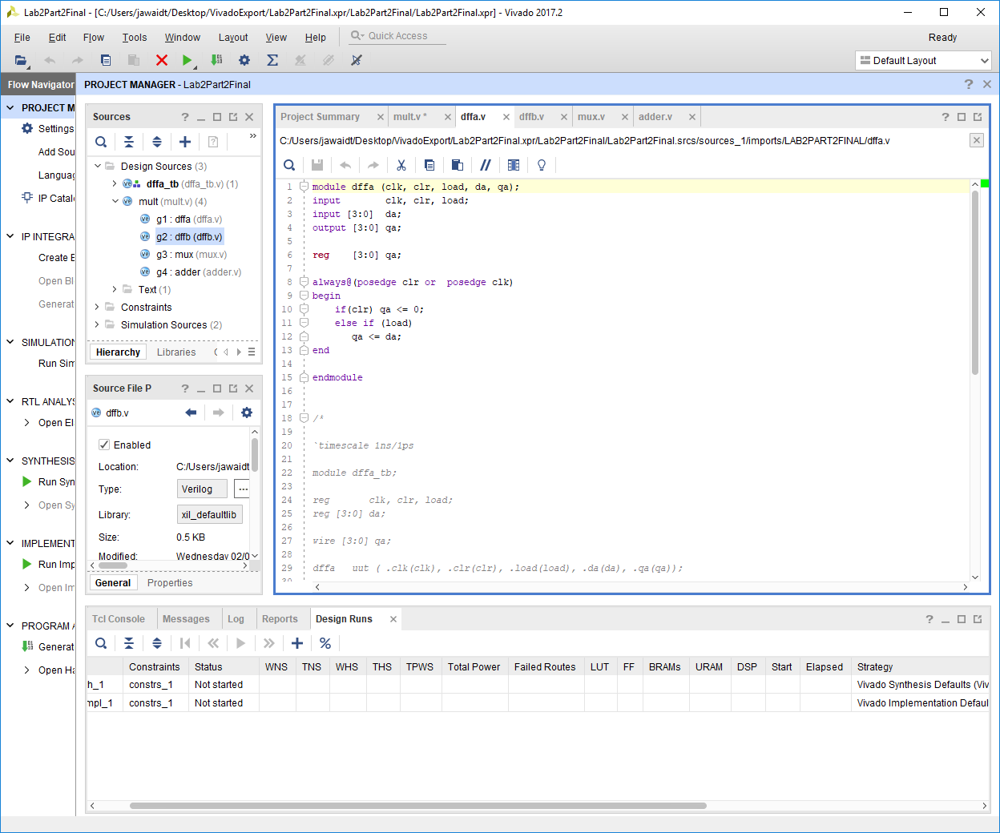 Lab2Part2Final - [C:/Users/jawaidt/Desktop/VivadoExport/Lab2Part2Final.xpr/Lab2Part2Final/Lab2Part2Final.xpr] - Vivado 2017.2
File Edit Flow Tools Window Layout View Help Quick Access Ready
Default Layout
Flow Navigator
PROJECT M
Settings
Add Sou
Languag
IP Catal
IP INTEGRA
Create B
Open Bl
Generat
SIMULATION
Run Sim
RTL ANALYS
Open El
SYNTHESIS
Run Syn
Open Sy
IMPLEMENT
Run Imp
Open Im
PROGRAM A
Generat
Open Ha
PROJECT MANAGER - Lab2Part2Final
Sources
Design Sources (3)
dffa_tb (dffa_tb.v) (1)
mult (mult.v) (4)
g1 : dffa (dffa.v)
g2 : dffb (dffb.v)
g3 : mux (mux.v)
g4 : adder (adder.v)
Text (1)
Constraints
Simulation Sources (2)
Hierarchy Libraries
Source File P
dffb.v
Enabled
Location: C:/Users/jawaidt
Type: Verilog ...
Library: xil_defaultlib
Size: 0.5 KB
Modified: Wednesday 02/0
General Properties
Project Summary mult.v * dffa.v dffb.v mux.v adder.v
C:/Users/jawaidt/Desktop/VivadoExport/Lab2Part2Final.xpr/Lab2Part2Final/Lab2Part2Final.srcs/sources_1/imports/LAB2PART2FINAL/dffa.v
1 module dffa (clk, clr, load, da, qa);
2 input clk, clr, load;
3 input [3:0] da;
4 output [3:0] qa;
5
6 reg [3:0] qa;
7
8 always@(posedge clr or posedge clk)
9 begin
10 if(clr) qa <= 0;
11 else if (load)
12 qa <= da;
13 end
14
15 endmodule
16
17
18 /*
19
20 `timescale 1ns/1ps
21
22 module dffa_tb;
23
24 reg clk, clr, load;
25 reg [3:0] da;
26
27 wire [3:0] qa;
28
29 dffa uut ( .clk(clk), .clr(clr), .load(load), .da(da), .qa(qa));
30
Tcl Console Messages Log Reports Design Runs
Constraints Status WNS TNS WHS THS TPWS Total Power Failed Routes LUT FF BRAMs URAM DSP Start Elapsed Strategy
h_1 constrs_1 Not started Vivado Synthesis Defaults (Viv
mpl_1 constrs_1 Not started Vivado Implementation Defaul